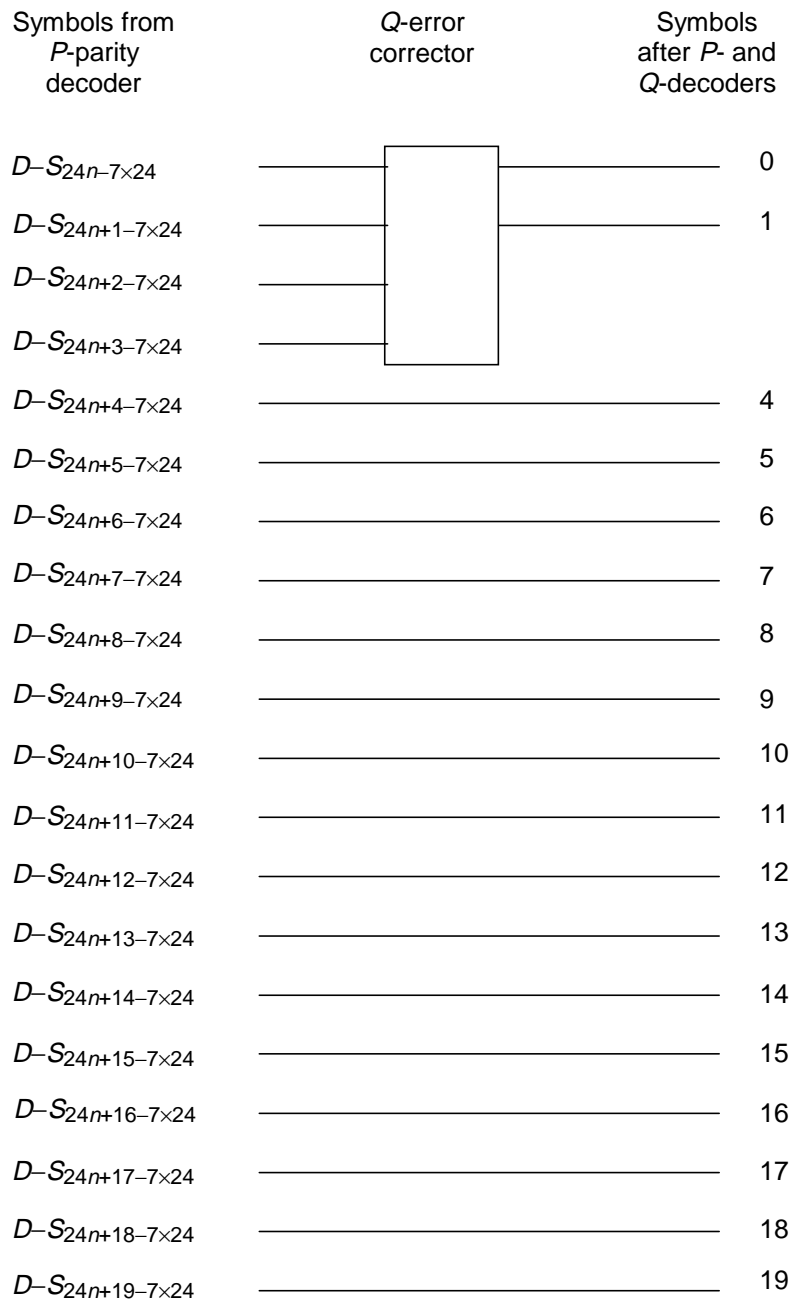 Symbols from
P-parity
decoder
Q-error
corrector
Symbols
after P- and
Q-decoders
D–S24n–7×24 0
D–S24n+1–7×24 1
D–S24n+2–7×24
D–S24n+3–7×24
D–S24n+4–7×24 4
D–S24n+5–7×24 5
D–S24n+6–7×24 6
D–S24n+7–7×24 7
D–S24n+8–7×24 8
D–S24n+9–7×24 9
D–S24n+10–7×24 10
D–S24n+11–7×24 11
D–S24n+12–7×24 12
D–S24n+13–7×24 13
D–S24n+14–7×24 14
D–S24n+15–7×24 15
D–S24n+16–7×24 16
D–S24n+17–7×24 17
D–S24n+18–7×24 18
D–S24n+19–7×24 19